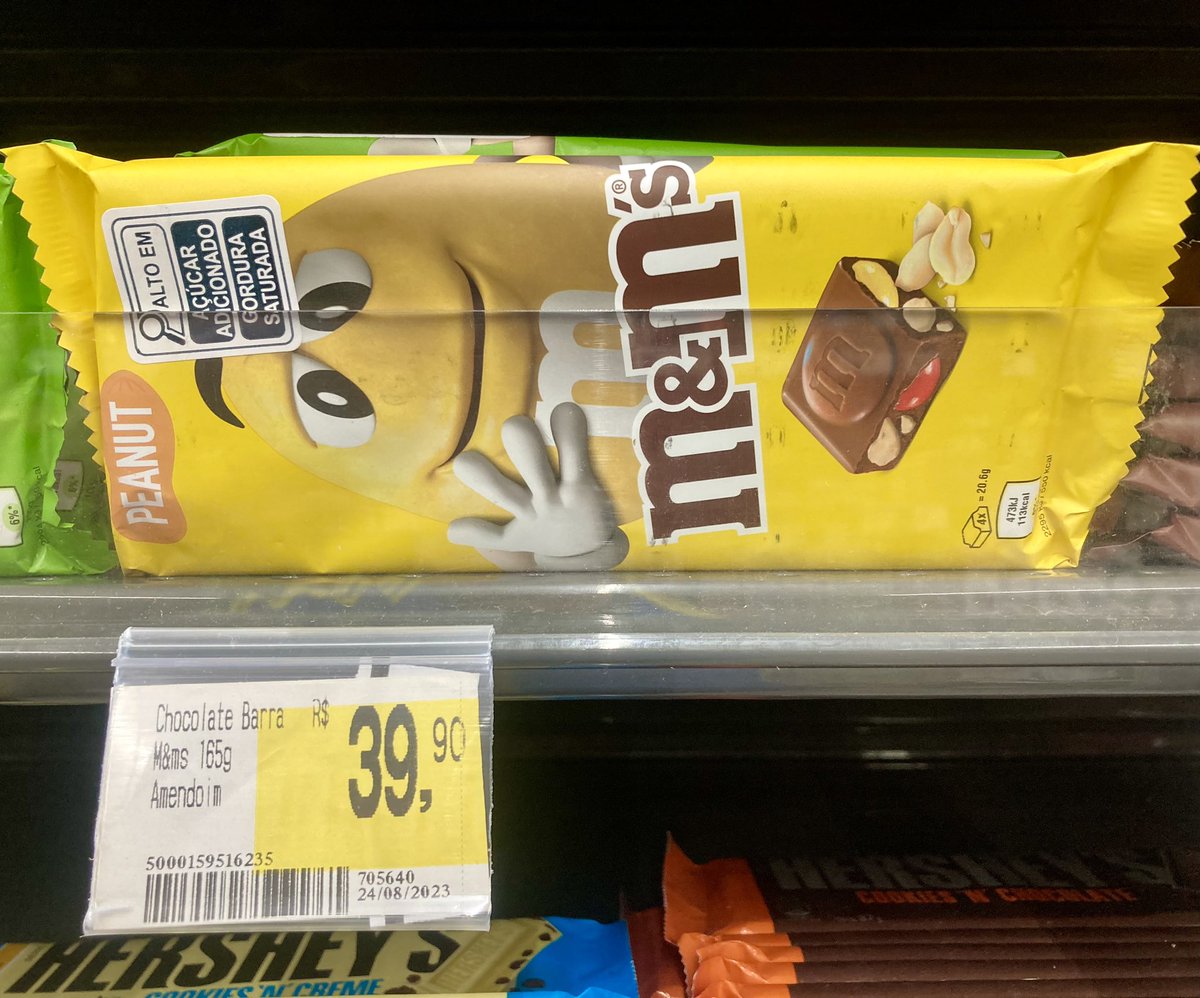 ALTO EM
AÇÚCAR
ADICIONADO
GORDURA
SATURADA
PEANUT
m&m's®
m
4x = 20.6g
473kJ
113kcal
6%*
Chocolate Barra
M&ms 165g
Amendoim
R$ 39,90
5000159516235
705640
24/08/2023
HERSHEY'S
COOKIES 'N' CREME
HERSHEY'S
COOKIES 'N' CHOCOLATE